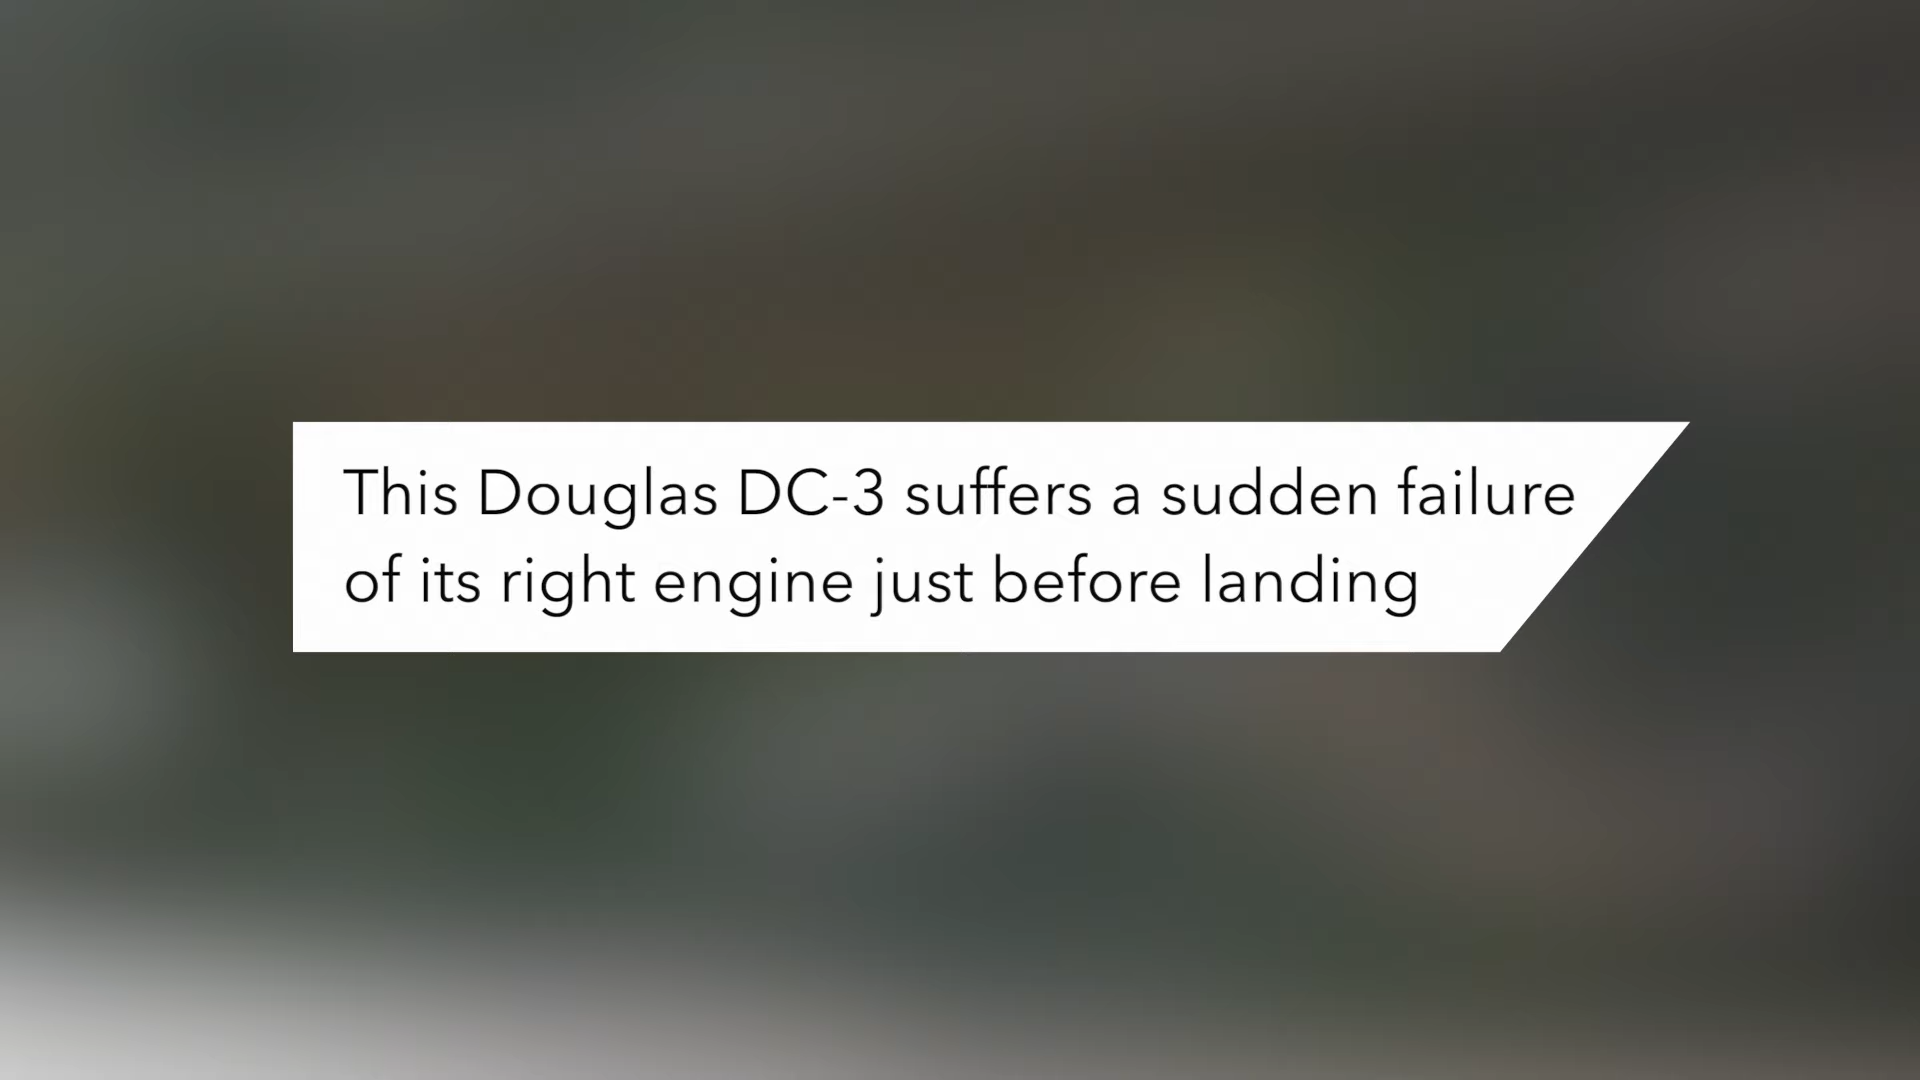 This Douglas DC-3 suffers a sudden failure
of its right engine just before landing